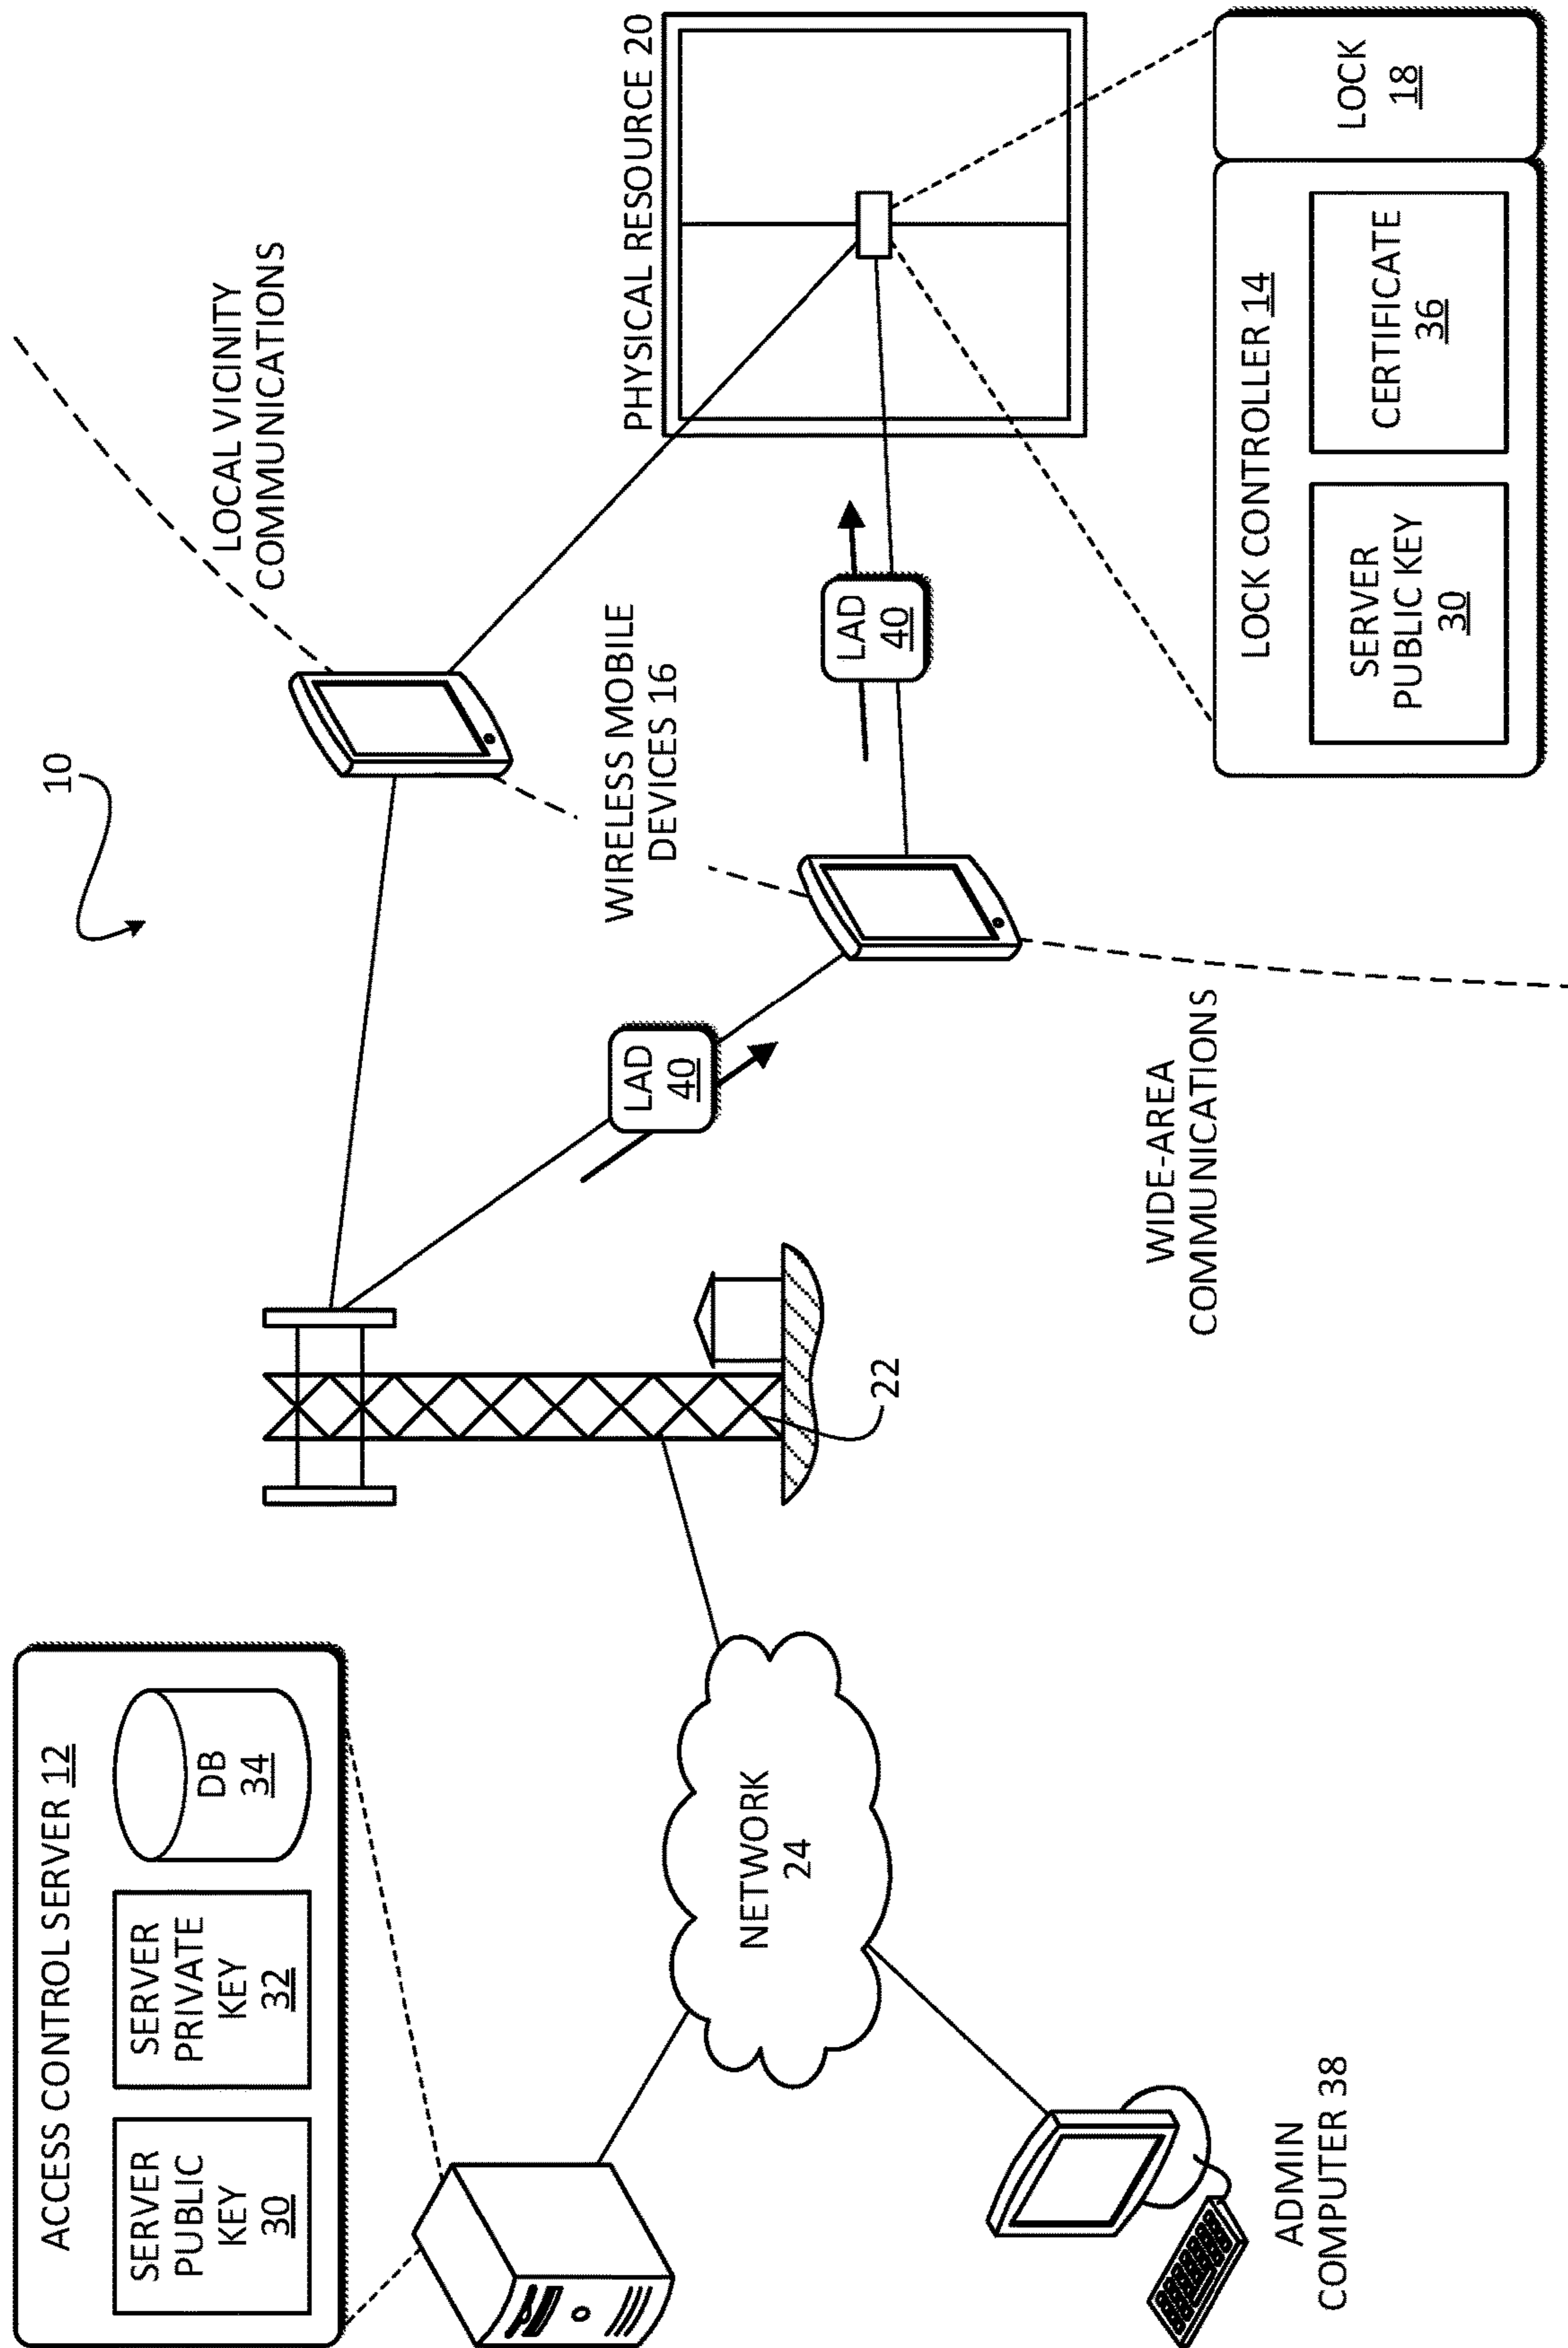 ACCESS CONTROL SERVER 12
SERVER
PUBLIC
KEY
30
SERVER
PRIVATE
KEY
32
DB
34
10
LOCAL VICINITY
COMMUNICATIONS
WIRELESS MOBILE
DEVICES 16
PHYSICAL RESOURCE 20
LAD
40
LAD
40
NETWORK
24
22
ADMIN
COMPUTER 38
WIDE-AREA
COMMUNICATIONS
LOCK CONTROLLER 14
SERVER
PUBLIC KEY
30
CERTIFICATE
36
LOCK
18